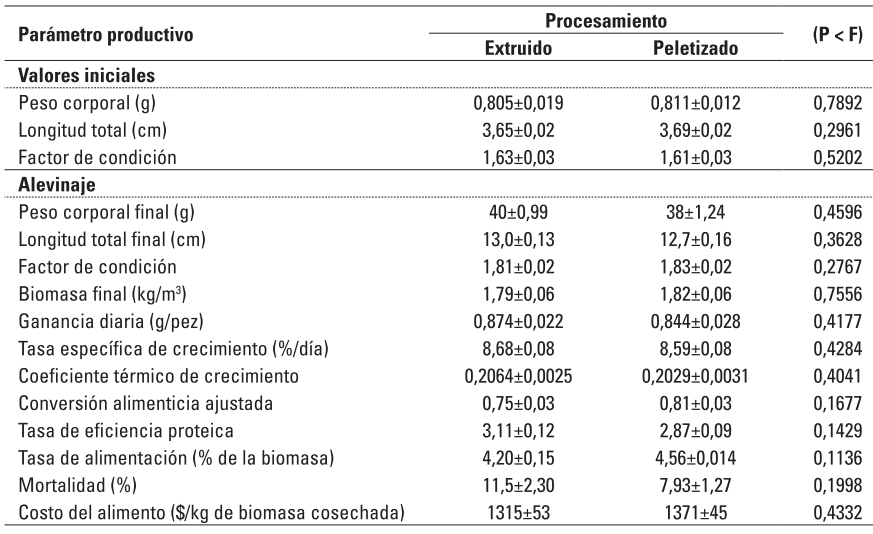 Parámetro productivo Procesamiento (P < F)
Extruido Peletizado
Valores iniciales
Peso corporal (g) 0,805±0,019 0,811±0,012 0,7892
Longitud total (cm) 3,65±0,02 3,69±0,02 0,2961
Factor de condición 1,63±0,03 1,61±0,03 0,5202
Alevinaje
Peso corporal final (g) 40±0,99 38±1,24 0,4596
Longitud total final (cm) 13,0±0,13 12,7±0,16 0,3628
Factor de condición 1,81±0,02 1,83±0,02 0,2767
Biomasa final (kg/m³) 1,79±0,06 1,82±0,06 0,7556
Ganancia diaria (g/pez) 0,874±0,022 0,844±0,028 0,4177
Tasa específica de crecimiento (%/día) 8,68±0,08 8,59±0,08 0,4284
Coeficiente térmico de crecimiento 0,2064±0,0025 0,2029±0,0031 0,4041
Conversión alimenticia ajustada 0,75±0,03 0,81±0,03 0,1677
Tasa de eficiencia proteica 3,11±0,12 2,87±0,09 0,1429
Tasa de alimentación (% de la biomasa) 4,20±0,15 4,56±0,014 0,1136
Mortalidad (%) 11,5±2,30 7,93±1,27 0,1998
Costo del alimento ($/kg de biomasa cosechada) 1315±53 1371±45 0,4332